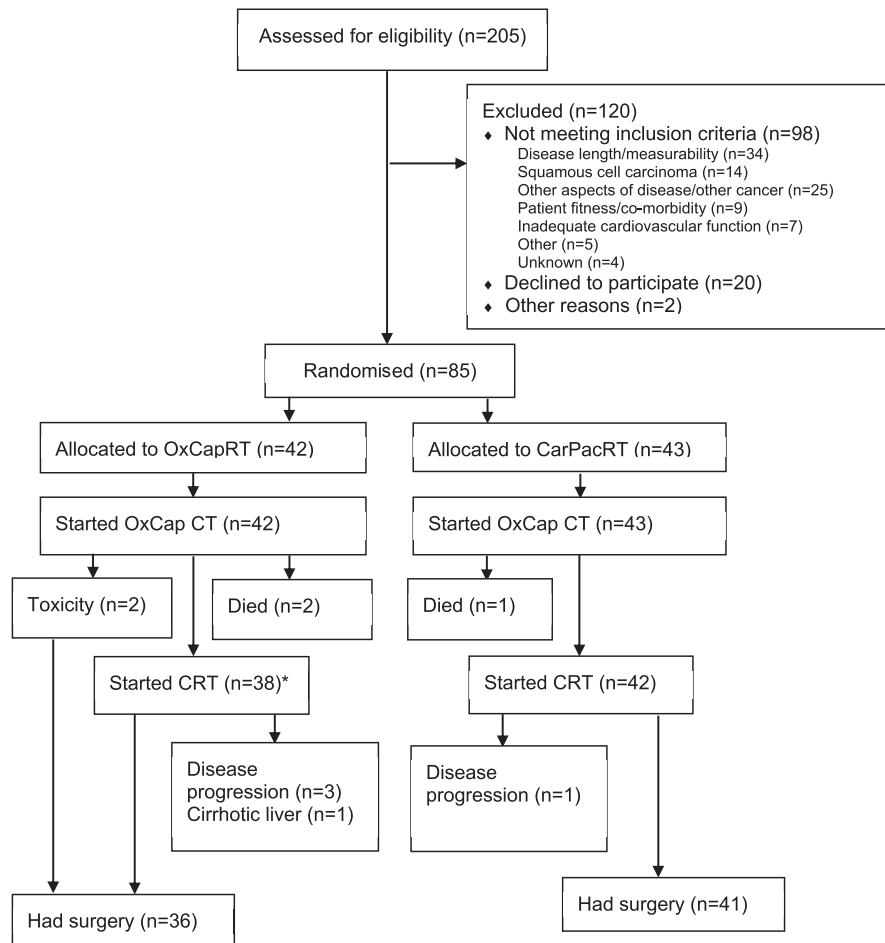 Assessed for eligibility (n=205)
Excluded (n=120)
♦ Not meeting inclusion criteria (n=98)
Disease length/measurability (n=34)
Squamous cell carcinoma (n=14)
Other aspects of disease/other cancer (n=25)
Patient fitness/co-morbidity (n=9)
Inadequate cardiovascular function (n=7)
Other (n=5)
Unknown (n=4)
♦ Declined to participate (n=20)
♦ Other reasons (n=2)
Randomised (n=85)
Allocated to OxCapRT (n=42)
Allocated to CarPacRT (n=43)
Started OxCap CT (n=42)
Started OxCap CT (n=43)
Toxicity (n=2)
Died (n=2)
Died (n=1)
Started CRT (n=38)*
Started CRT (n=42)
Disease
progression (n=3)
Cirrhotic liver (n=1)
Disease
progression (n=1)
Had surgery (n=36)
Had surgery (n=41)